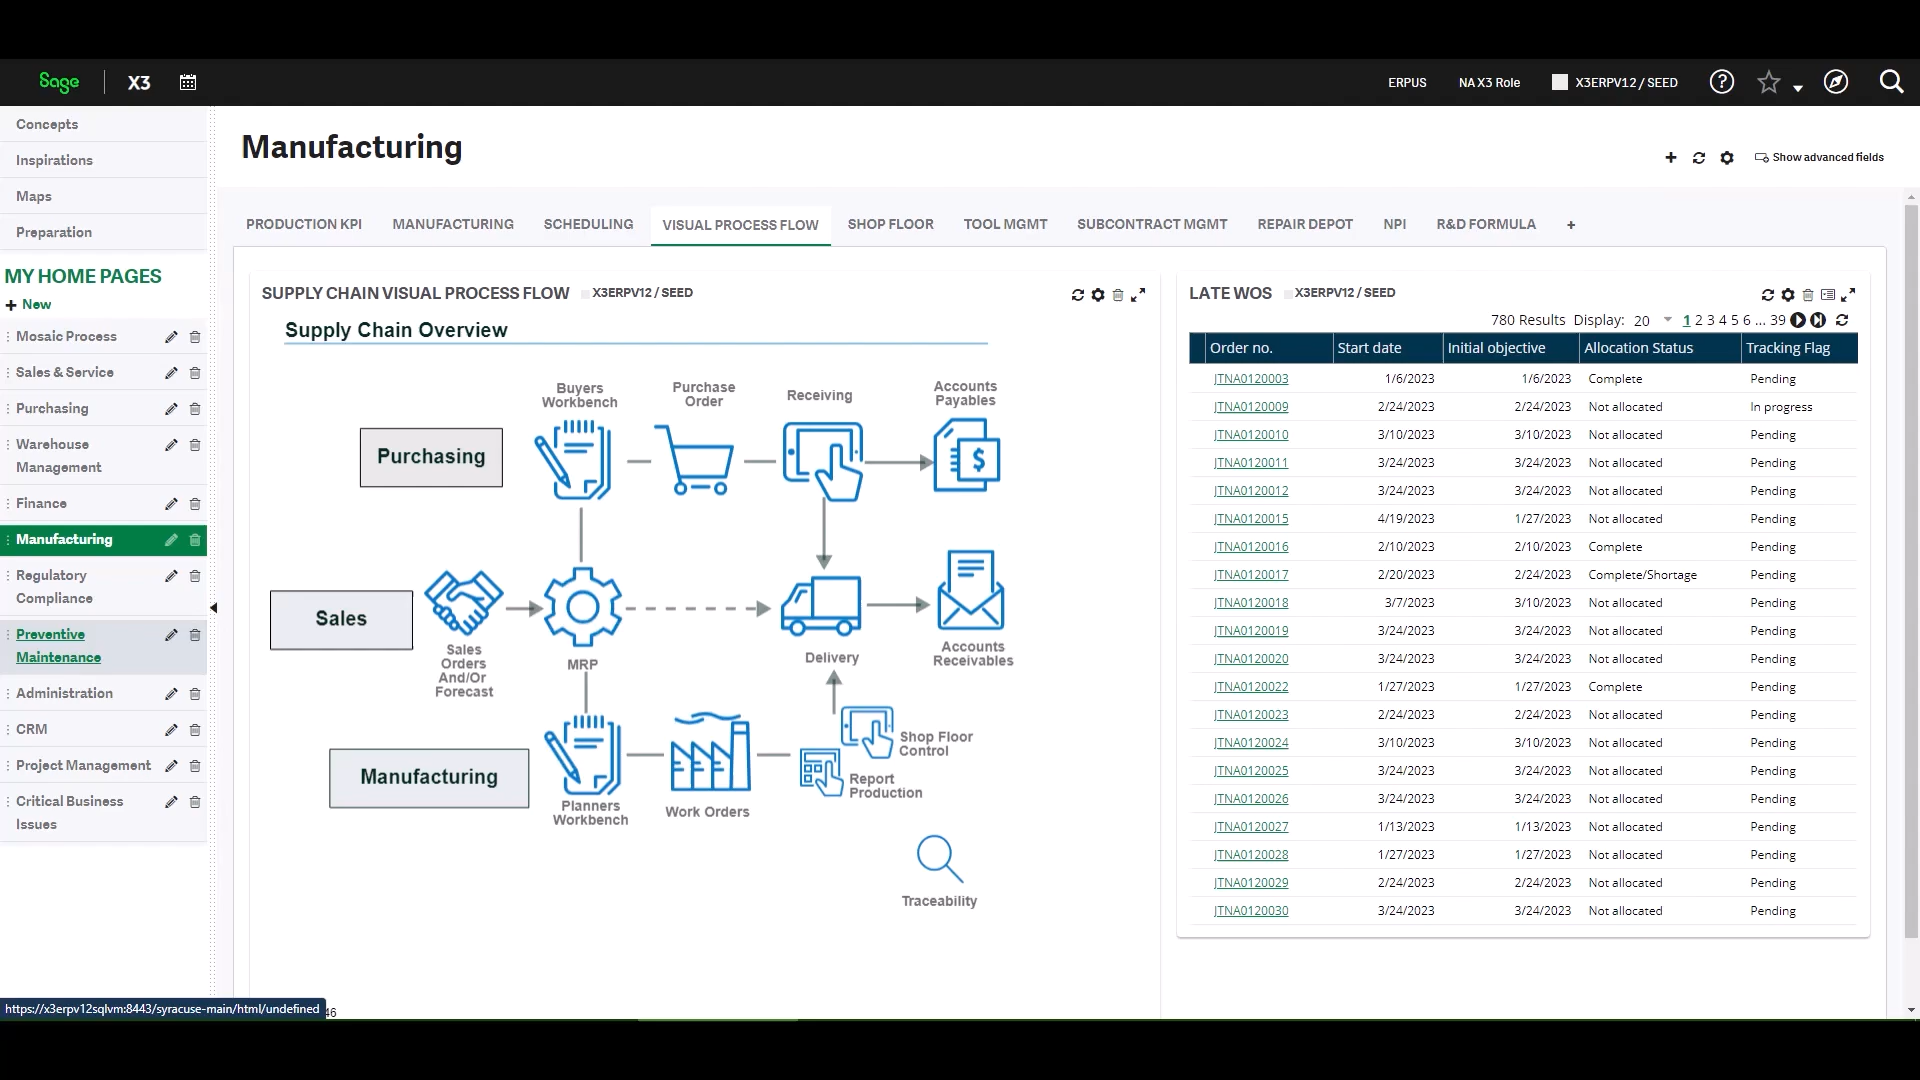 Sage X3 ERPUS NA X3 Role X3ERPV12 / SEED
Concepts
Inspirations
Maps
Preparation
MY HOME PAGES
+ New
Mosaic Process
Sales & Service
Purchasing
Warehouse
Management
Finance
Manufacturing
Regulatory
Compliance
Preventive
Maintenance
Administration
CRM
Project Management
Critical Business
Issues
https://x3erpv12sqlvm:8443/syracuse-main/html/undefined
46
Manufacturing
Show advanced fields
PRODUCTION KPI MANUFACTURING SCHEDULING VISUAL PROCESS FLOW SHOP FLOOR TOOL MGMT SUBCONTRACT MGMT REPAIR DEPOT NPI R&D FORMULA +
SUPPLY CHAIN VISUAL PROCESS FLOW X3ERPV12 / SEED
Supply Chain Overview
Buyers
Workbench
Purchase
Order
Receiving
Accounts
Payables
Purchasing
$
Sales
Sales
Orders
And/Or
Forecast
MRP
Delivery
Accounts
Receivables
Manufacturing
Planners
Workbench
Work Orders
Shop Floor
Control
Report
Production
Traceability
LATE WOS X3ERPV12 / SEED
780 Results Display: 20 1 2 3 4 5 6 ... 39
Order no. Start date Initial objective Allocation Status Tracking Flag
JTNA0120003 1/6/2023 1/6/2023 Complete Pending
JTNA0120009 2/24/2023 2/24/2023 Not allocated In progress
JTNA0120010 3/10/2023 3/10/2023 Not allocated Pending
JTNA0120011 3/24/2023 3/24/2023 Not allocated Pending
JTNA0120012 3/24/2023 3/24/2023 Not allocated Pending
JTNA0120015 4/19/2023 1/27/2023 Not allocated Pending
JTNA0120016 2/10/2023 2/10/2023 Complete Pending
JTNA0120017 2/20/2023 2/24/2023 Complete/Shortage Pending
JTNA0120018 3/7/2023 3/10/2023 Not allocated Pending
JTNA0120019 3/24/2023 3/24/2023 Not allocated Pending
JTNA0120020 3/24/2023 3/24/2023 Not allocated Pending
JTNA0120022 1/27/2023 1/27/2023 Complete Pending
JTNA0120023 2/24/2023 2/24/2023 Not allocated Pending
JTNA0120024 3/10/2023 3/10/2023 Not allocated Pending
JTNA0120025 3/24/2023 3/24/2023 Not allocated Pending
JTNA0120026 3/24/2023 3/24/2023 Not allocated Pending
JTNA0120027 1/13/2023 1/13/2023 Not allocated Pending
JTNA0120028 1/27/2023 1/27/2023 Not allocated Pending
JTNA0120029 2/24/2023 2/24/2023 Not allocated Pending
JTNA0120030 3/24/2023 3/24/2023 Not allocated Pending